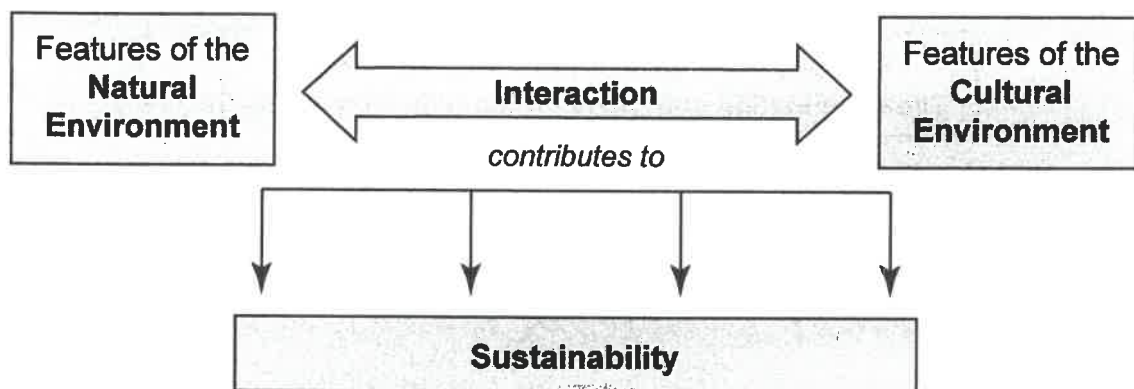 Features of the
Natural
Environment
Interaction
Features of the
Cultural
Environment
contributes to
Sustainability